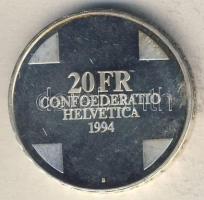 20 FR
CONFOEDERATIO
HELVETICA
1994
B